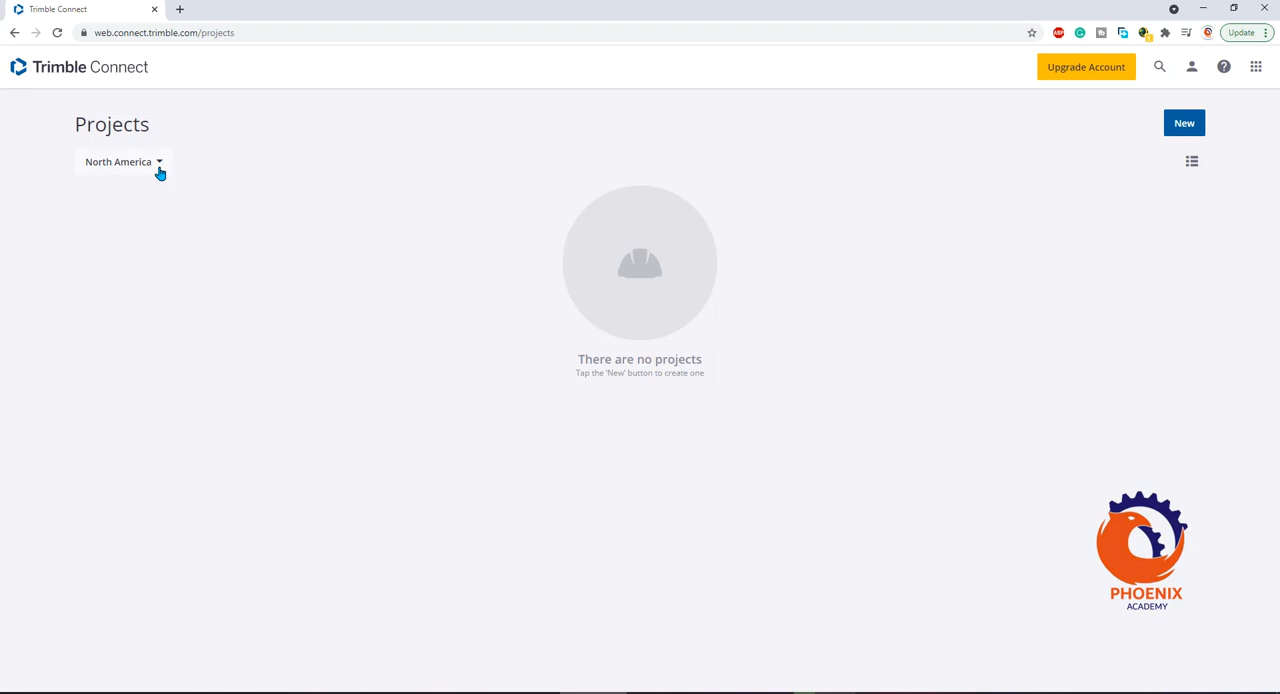 Trimble Connect
web.connect.trimble.com/projects
ABP
Update
Trimble Connect
Upgrade Account
Projects
New
North America
There are no projects
Tap the 'New' button to create one
PHOENIX
ACADEMY